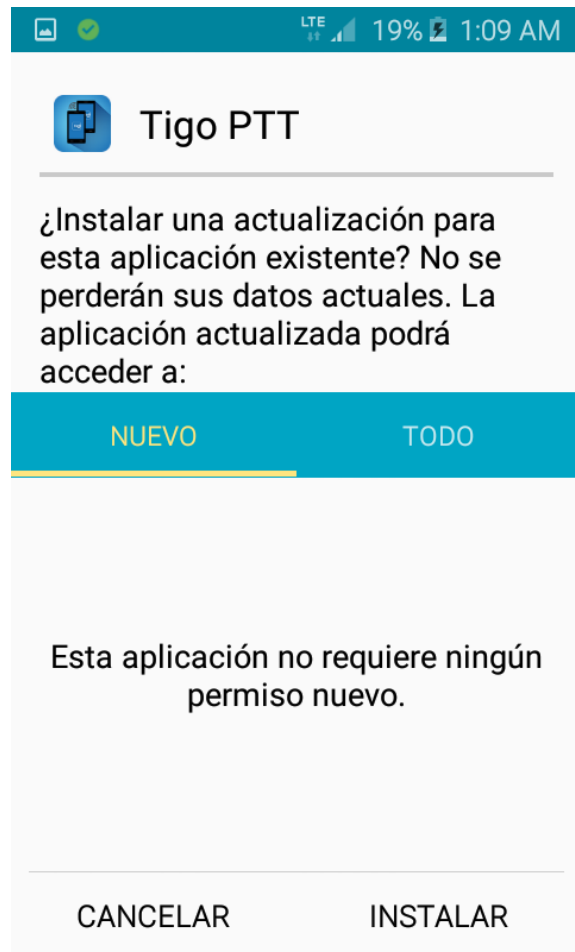 LTE 19% 1:09 AM
Tigo PTT
¿Instalar una actualización para
esta aplicación existente? No se
perderán sus datos actuales. La
aplicación actualizada podrá
acceder a:
NUEVO TODO
Esta aplicación no requiere ningún
permiso nuevo.
CANCELAR INSTALAR